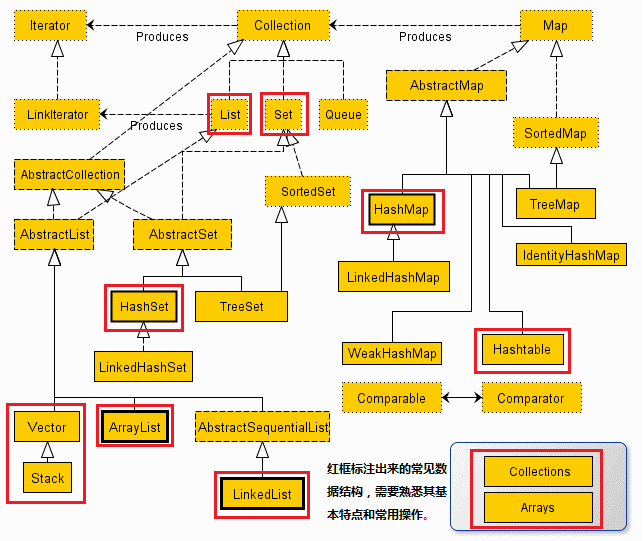 Iterator
Collection
Map
Produces
Produces
AbstractMap
LinkIterator
Produces
List
Set
Queue
SortedMap
AbstractCollection
SortedSet
HashMap
TreeMap
AbstractList
AbstractSet
IdentityHashMap
LinkedHashMap
HashSet
TreeSet
WeakHashMap
Hashtable
LinkedHashSet
Comparable
Comparator
Vector
ArrayList
AbstractSequentialList
Stack
LinkedList
红框标注出来的常见数
据结构，需要熟悉其基
本特点和常用操作。
Collections
Arrays